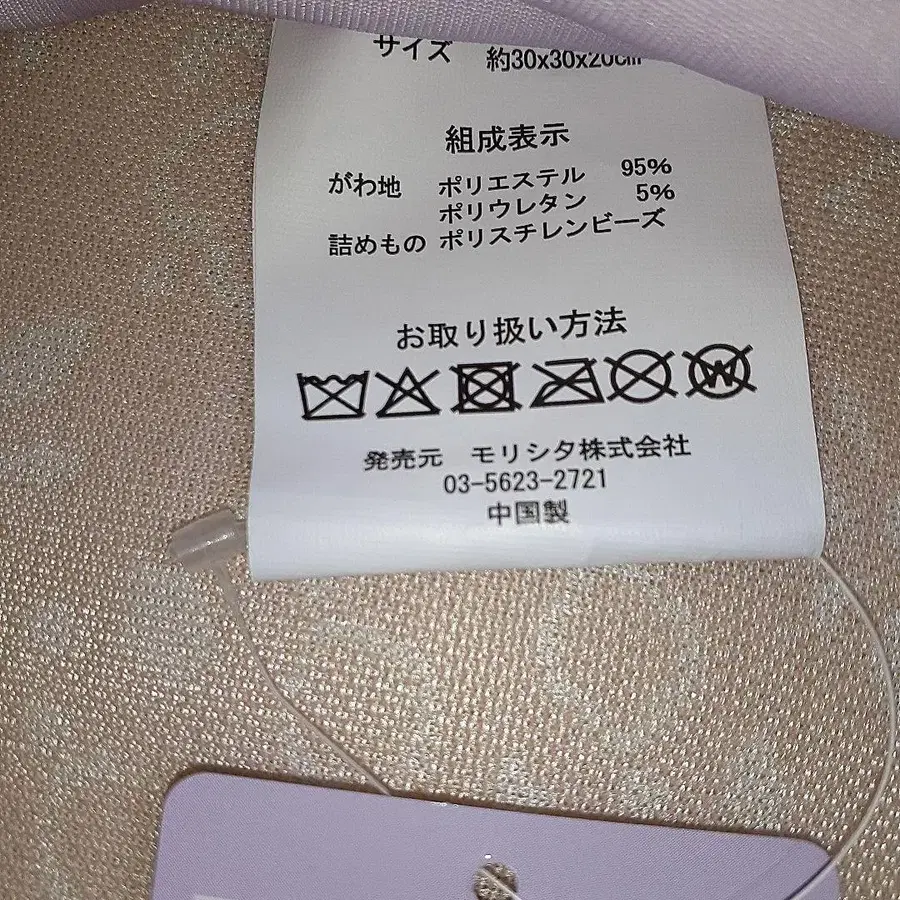 サイズ 約30x30x20cm
組成表示
がわ地 ポリエステル 95%
ポリウレタン 5%
詰めもの ポリスチレンビーズ
お取り扱い方法
W
発売元 モリシタ株式会社
03-5623-2721
中国製